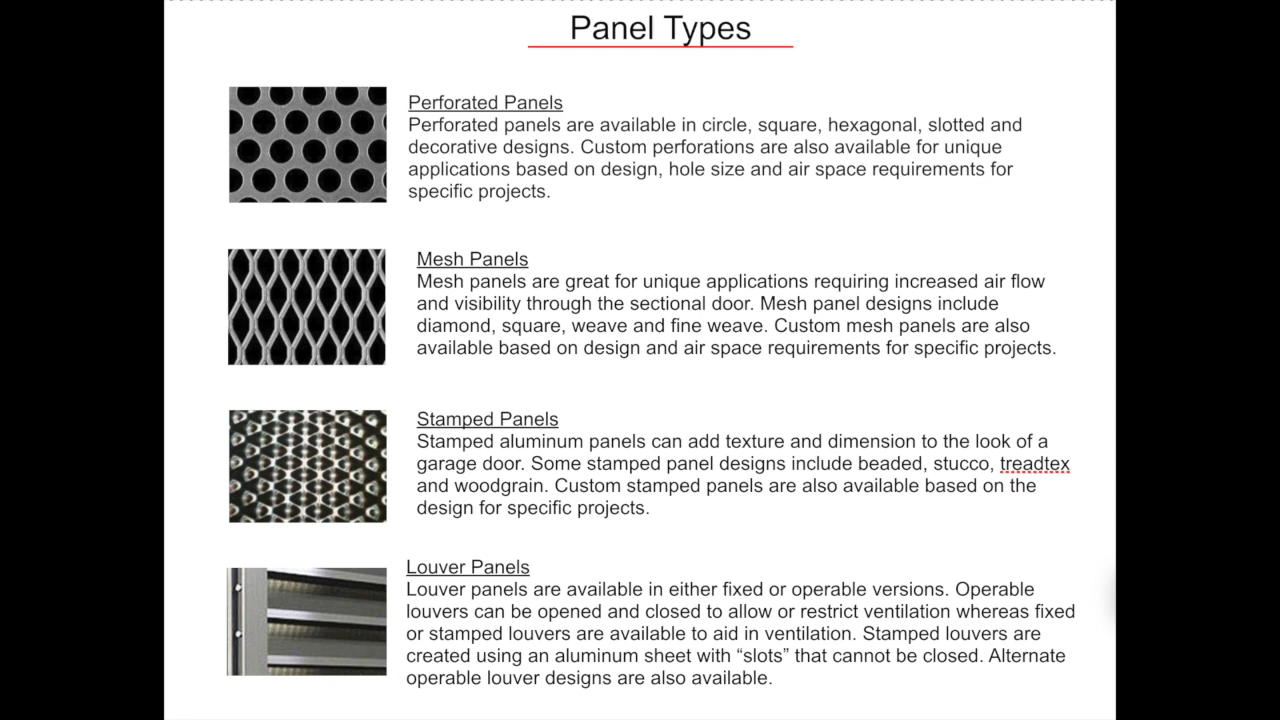 Panel Types
Perforated Panels
Perforated panels are available in circle, square, hexagonal, slotted and
decorative designs. Custom perforations are also available for unique
applications based on design, hole size and air space requirements for
specific projects.
Mesh Panels
Mesh panels are great for unique applications requiring increased air flow
and visibility through the sectional door. Mesh panel designs include
diamond, square, weave and fine weave. Custom mesh panels are also
available based on design and air space requirements for specific projects.
Stamped Panels
Stamped aluminum panels can add texture and dimension to the look of a
garage door. Some stamped panel designs include beaded, stucco, treadtex
and woodgrain. Custom stamped panels are also available based on the
design for specific projects.
Louver Panels
Louver panels are available in either fixed or operable versions. Operable
louvers can be opened and closed to allow or restrict ventilation whereas fixed
or stamped louvers are available to aid in ventilation. Stamped louvers are
created using an aluminum sheet with “slots” that cannot be closed. Alternate
operable louver designs are also available.